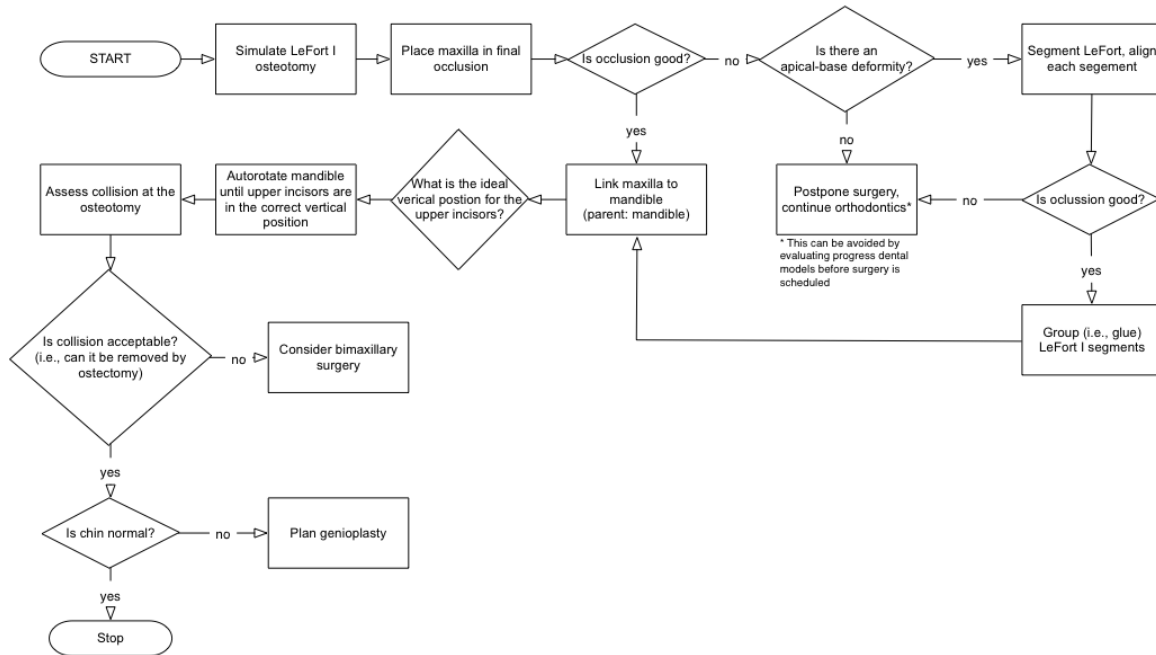 START
Simulate LeFort I
osteotomy
Place maxilla in final
occlusion
Is occlusion good?
no
Is there an
apical-base deformity?
yes
Segment LeFort, align
each segement
yes
no
Assess collision at the
osteotomy
Autorotate mandible
until upper incisors are
in the correct vertical
position
What is the ideal
verical postion for the
upper incisors?
Link maxilla to
mandible
(parent: mandible)
Postpone surgery,
continue orthodontics*
no
Is oclussion good?
* This can be avoided by
evaluating progress dental
models before surgery is
scheduled
yes
Group (i.e., glue)
LeFort I segments
Is collision acceptable?
(i.e., can it be removed by
ostectomy)
no
Consider bimaxillary
surgery
yes
Is chin normal?
no
Plan genioplasty
yes
Stop